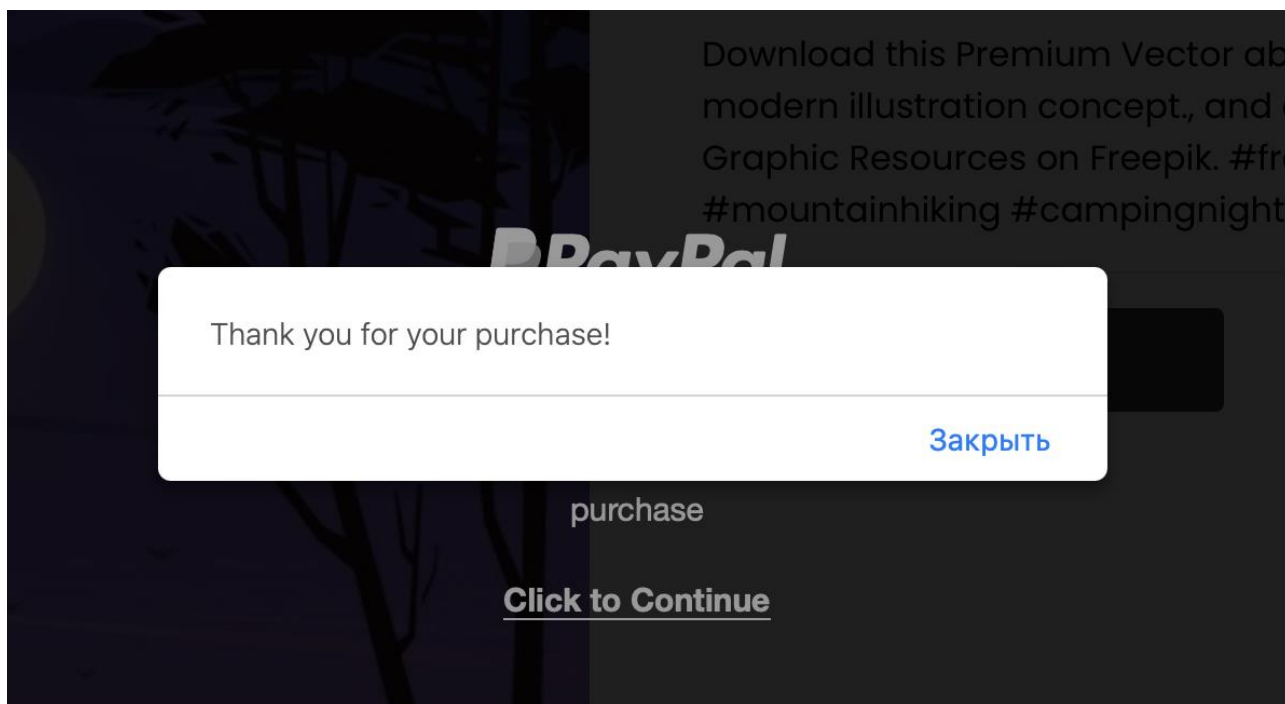 Download this Premium Vector ab
modern illustration concept., and
Graphic Resources on Freepik. #fr
#mountainhiking #campingnight
PayPal
Thank you for your purchase!
Закрыть
purchase
Click to Continue